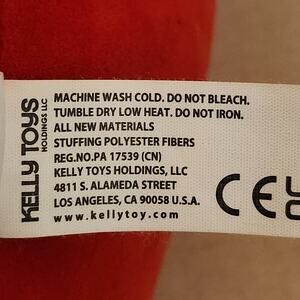 KELLY TOYS
HOLDINGS LLC
MACHINE WASH COLD. DO NOT BLEACH.
TUMBLE DRY LOW HEAT. DO NOT IRON.
ALL NEW MATERIALS
STUFFING POLYESTER FIBERS
REG.NO.PA 17539 (CN)
KELLY TOYS HOLDINGS, LLC
4811 S. ALAMEDA STREET
LOS ANGELES, CA 90058 U.S.A.
www.kellytoy.com
CE